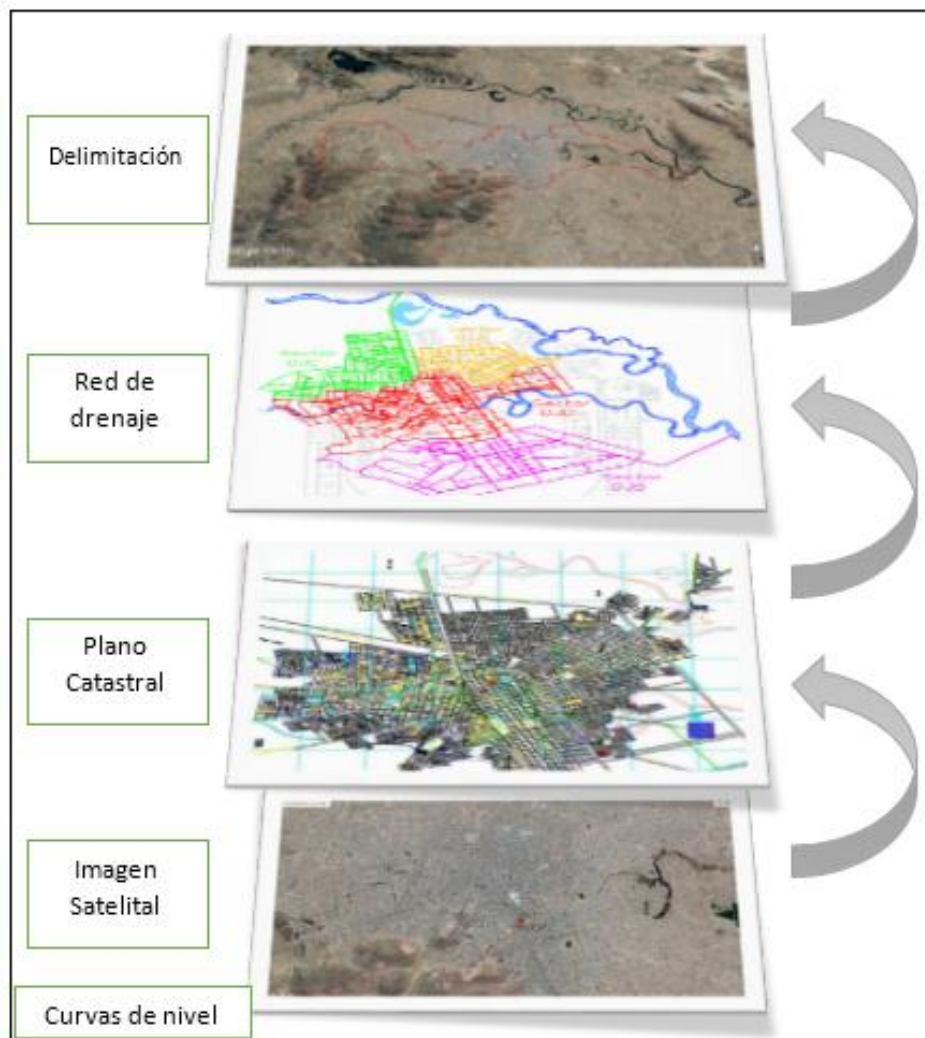 Delimitación
Red de
drenaje
Plano
Catastral
Imagen
Satelital
Curvas de nivel